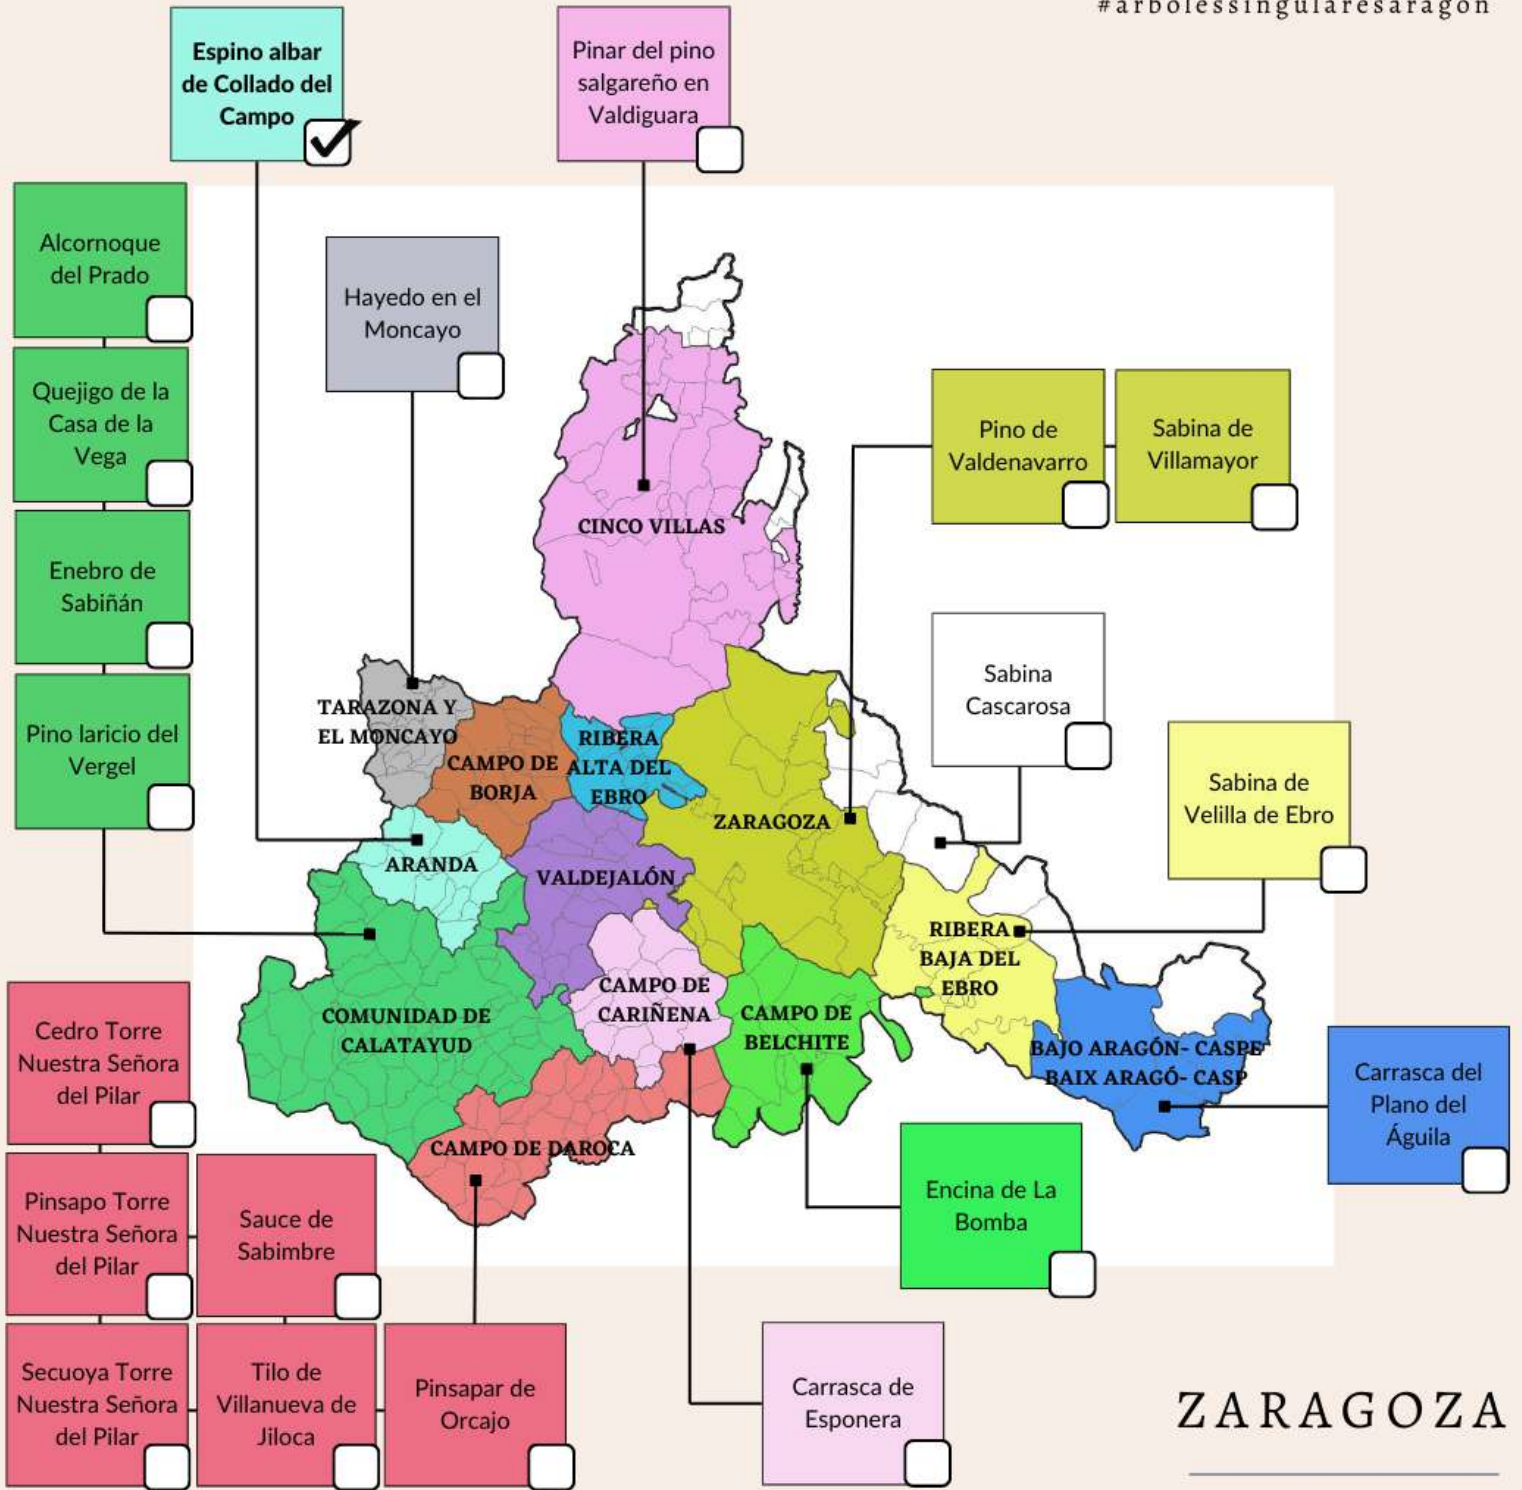 #arbolessingularesaragon
Espino albar
de Collado del
Campo
Pinar del pino
salgareño en
Valdiguara
Alcornoque
del Prado
Hayedo en el
Moncayo
Quejigo de la
Casa de la
Vega
Pino de
Valdenavarro
Sabina de
Villamayor
Enebro de
Sabiñán
CINCO VILLAS
Sabina
Cascarosa
Pino laricio del
Vergel
TARAZONA Y
EL MONCAYO
CAMPO DE
BORJA
RIBERA
ALTA DEL
EBRO
ZARAGOZA
Sabina de
Velilla de Ebro
ARANDA
VALDEJALÓN
RIBERA
BAJA DEL
EBRO
COMUNIDAD DE
CALATAYUD
CAMPO DE
CARIÑENA
CAMPO DE
BELCHITE
BAJO ARAGÓN- CASPE
BAIX ARAGÓ- CASP
Cedro Torre
Nuestra Señora
del Pilar
Carrasca del
Plano del
Águila
CAMPO DE DAROCA
Pinsapo Torre
Nuestra Señora
del Pilar
Sauce de
Sabimbre
Encina de La
Bomba
Secuoya Torre
Nuestra Señora
del Pilar
Tilo de
Villanueva de
Jiloca
Pinsapar de
Orcajo
Carrasca de
Esponera
ZARAGOZA